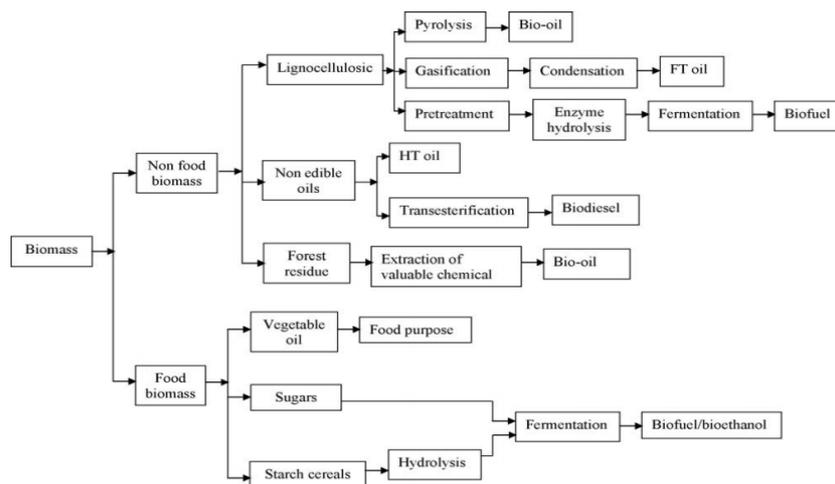 Pyrolysis
Bio-oil
Lignocellulosic
Gasification
Condensation
FT oil
Pretreatment
Enzyme
hydrolysis
Fermentation
Biofuel
Non food
biomass
HT oil
Non edible
oils
Transesterification
Biodiesel
Biomass
Forest
residue
Extraction of
valuable chemical
Bio-oil
Vegetable
oil
Food purpose
Food
biomass
Sugars
Fermentation
Biofuel/bioethanol
Starch cereals
Hydrolysis